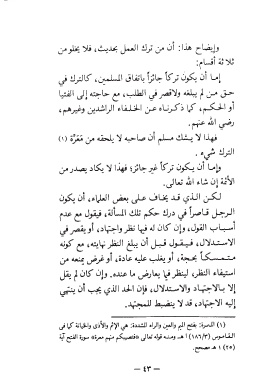 وإيضاح هذا: أن من ترك العمل بحديث، فلا يخلو من
ثلاثة أقسام:
إما أن يكون تركاً جائزاً باتفاق المسلمين، كالترك في
حق من لم يبلغه ولا قصر في الطلب، مع حاجته إلى الفتيا
أو الحكم، كما ذكرناه عن الخلفاء الراشدين وغيرهم،
رضي الله عنهم.
فهذا لا يشك مسلم أن صاحبه لا يلحقه من مَعَرَّة (١)
الترك شيء.
وإما أن يكون تركاً غير جائز؛ فهذا لا يكاد يصدر من
الأئمة إن شاء الله تعالى.
لكن الذي قد يخاف على بعض العلماء، أن يكون
الرجل قاصراً في درك حكم تلك المسألة، فيقول مع عدم
أسباب القول، وإن كان له فيها نظر واجتهاد، أو يقصر في
الاستدلال، فيقول قبل أن يبلغ النظر نهايته، مع كونه
متمسكاً بحجة، أو يغلب عليه عادة، أو غرض يمنعه من
استيفاء النظر، لينظر فيما يعارض ما عنده. وإن كان لم يقل
إلا بالاجتهاد والاستدلال، فإن الحد الذي يجب أن ينتهي
إليه الاجتهاد، قد لا ينضبط للمجتهد.
(١) المعرة: بفتح الميم والعين والراء المشددة: هي الإثم والأذى والخيانة كما في
القاموس (٨٦/٣) اهـ. ومنه قوله تعالى ﴿فتصيبكم منهم معرة﴾ سورة الفتح آية
(٢٥) اهـ مصحح.
— ٤٣ —